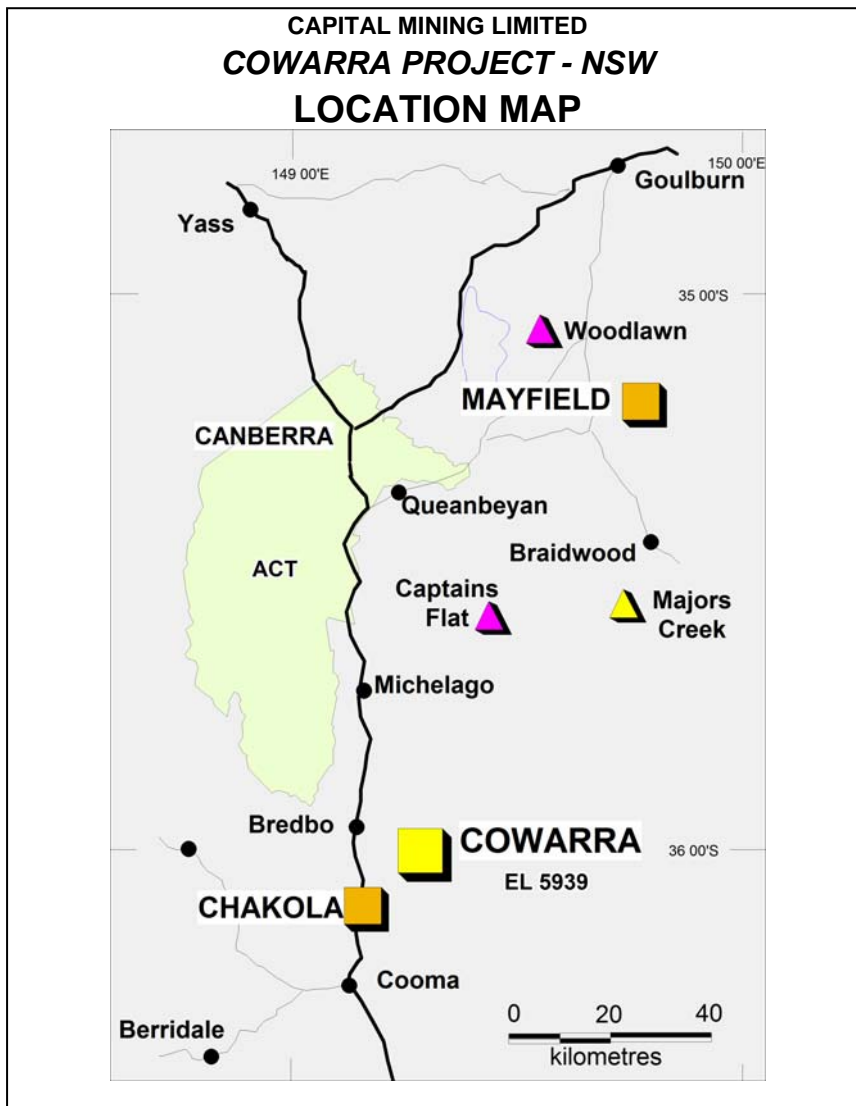 CAPITAL MINING LIMITED
COWARRA PROJECT - NSW
LOCATION MAP
149 00'E
150 00'E
Goulburn
Yass
35 00'S
Woodlawn
MAYFIELD
CANBERRA
Queanbeyan
Braidwood
ACT
Captains
Flat
Majors
Creek
Michelago
Bredbo
COWARRA
36 00'S
EL 5939
CHAKOLA
Cooma
0 20 40
Berridale
kilometres